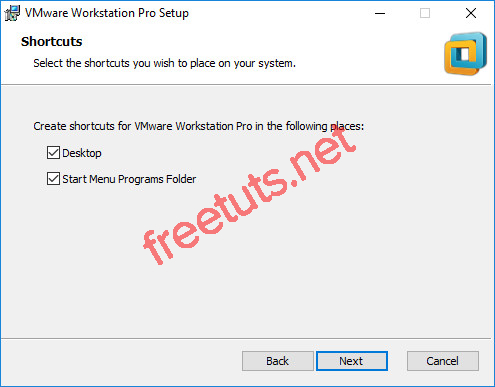 VMware Workstation Pro Setup
Shortcuts
Select the shortcuts you wish to place on your system.
Create shortcuts for VMware Workstation Pro in the following places:
Desktop
Start Menu Programs Folder
freetuts.net
Back
Next
Cancel